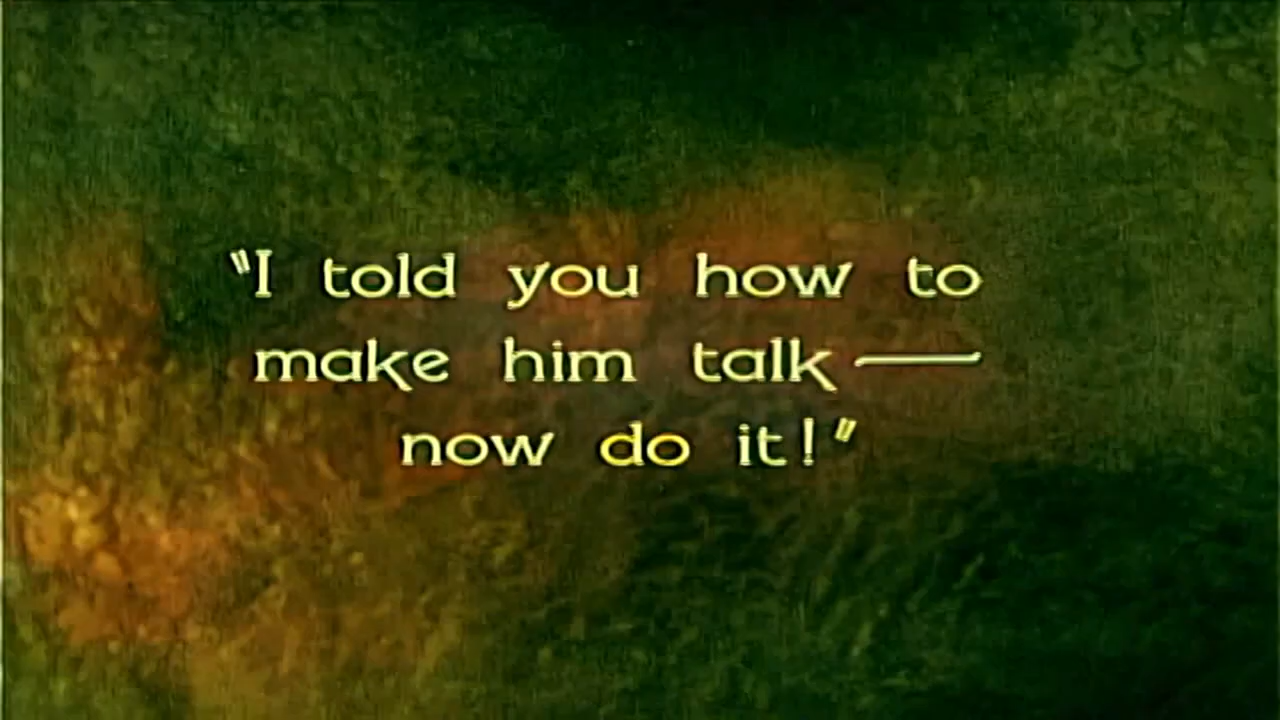 "I told you how to
make him talk —
now do it!"